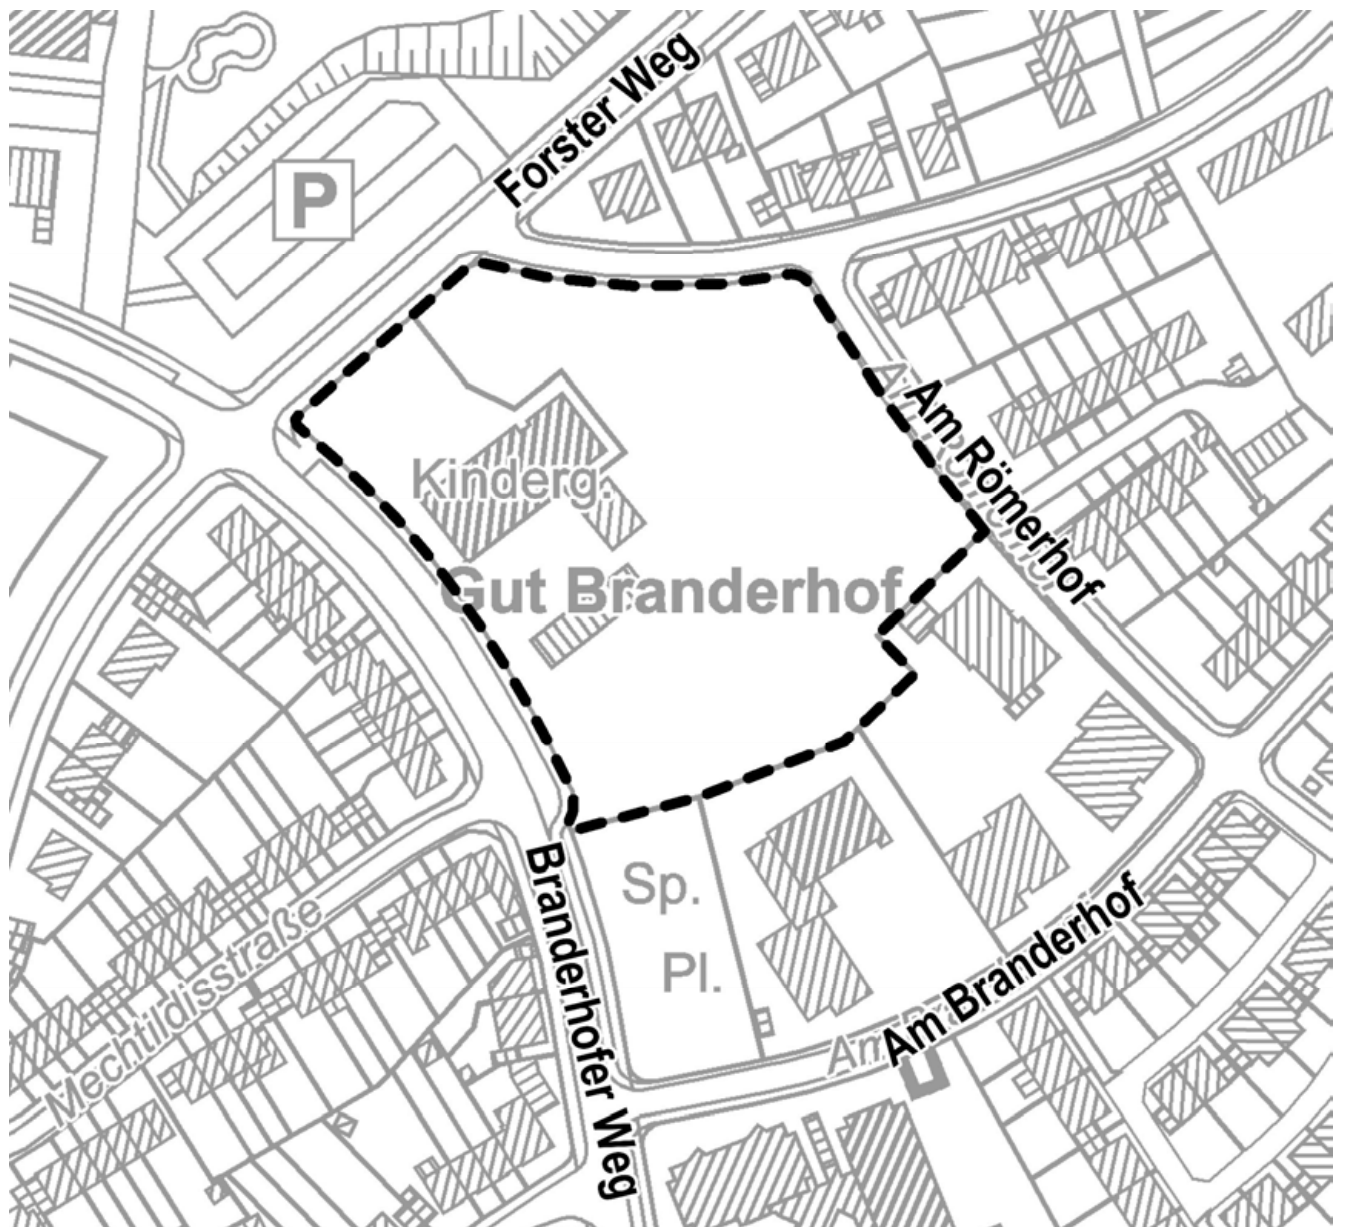 Forster Weg
P
Am Römerhof
Kinderg.
Gut Branderhof
Sp.
Pl.
Branderhofer Weg
Mechtildisstraße
Am Branderhof